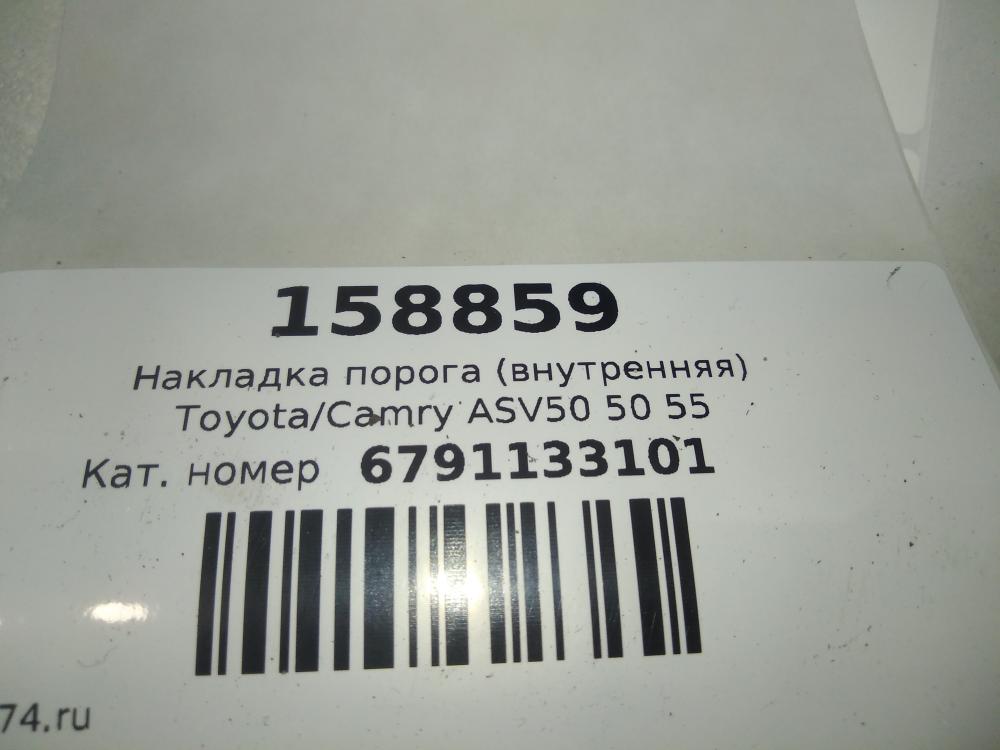 158859
Накладка порога (внутренняя)
Toyota/Camry ASV50 50 55
Кат. номер 6791133101
74.ru